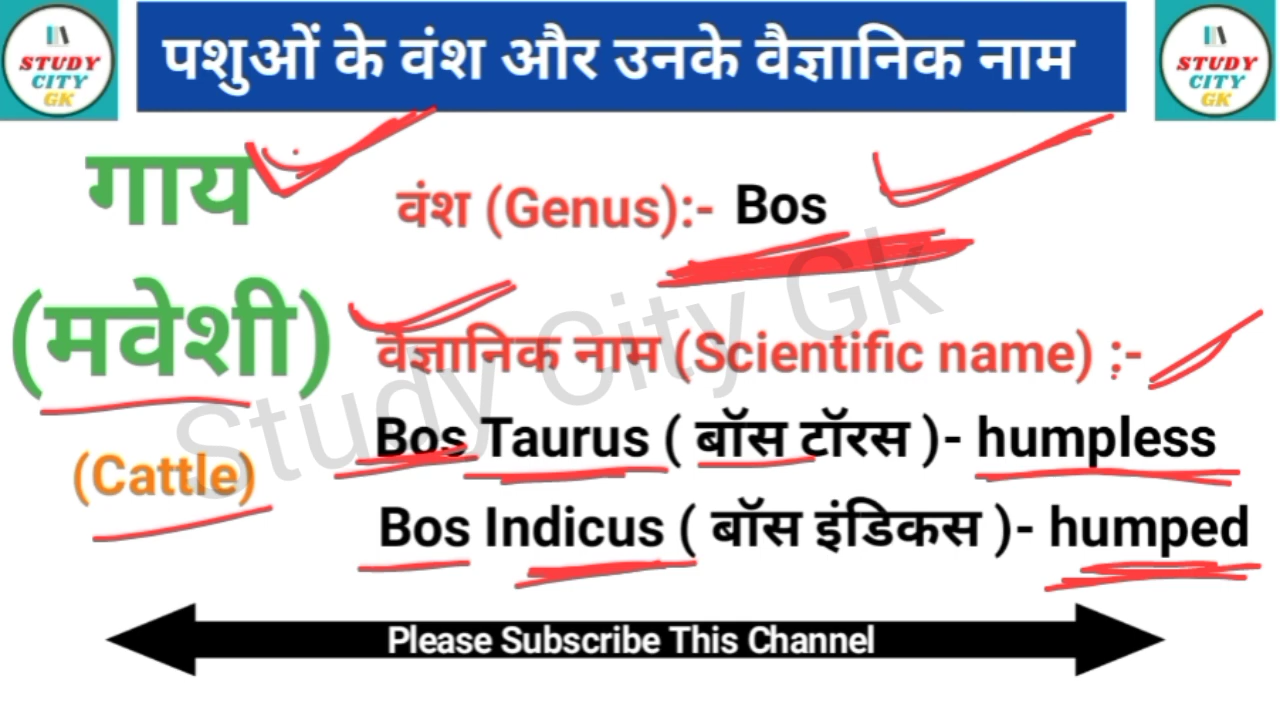 STUDY
CITY
GK
पशुओं के वंश और उनके वैज्ञानिक नाम
STUDY
CITY
GK
गाय
वंश (Genus):- Bos
(मवेशी)
वैज्ञानिक नाम (Scientific name) :-
Bos Taurus ( बॉस टॉरस )- humpless
(Cattle)
Bos Indicus ( बॉस इंडिकस )- humped
Study City Gk
Please Subscribe This Channel